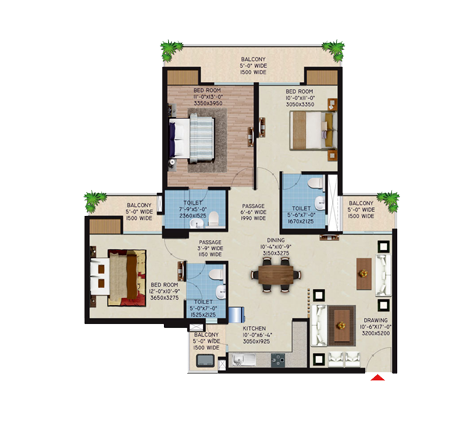 BALCONY
5'-0" WIDE
1500 WIDE
BED ROOM
11'-0"X13'-0"
3350X3950
BED ROOM
10'-0"X11'-0"
3050X3350
BALCONY
5'-0" WIDE
1500 WIDE
TOILET
7'-9"X5'-0"
2360X1525
PASSAGE
6'-6" WIDE
1990 WIDE
TOILET
5'-6"X7'-0"
1670X2125
BALCONY
5'-0" WIDE
1500 WIDE
PASSAGE
3'-9" WIDE
1150 WIDE
DINING
10'-4"X10'-9"
3150X3275
BED ROOM
12'-0"X10'-9"
3650X3275
TOILET
5'-0"X7'-0"
1525X2125
DRAWING
10'-6"X17'-0"
3200X5200
BALCONY
5'-0" WIDE
1500 WIDE
KITCHEN
10'-0"X6'-4"
3050X1925